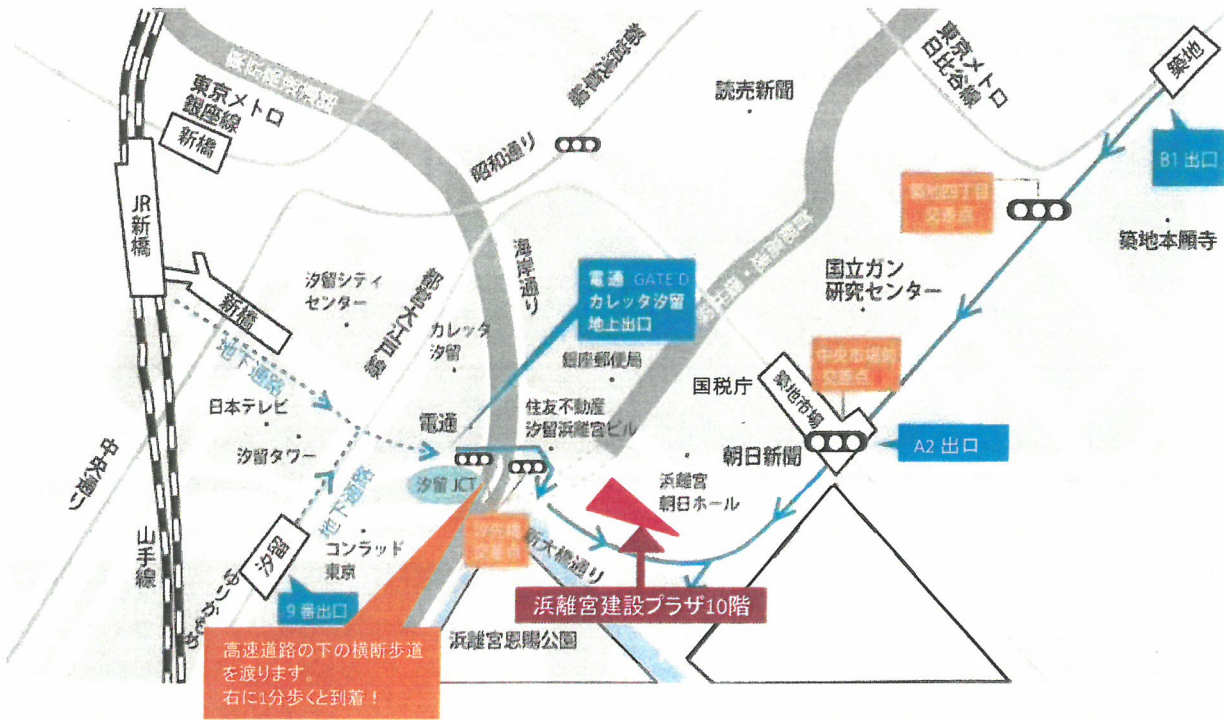 東京メトロ
銀座線
新橋
昭和通り
読売新聞
東京メトロ
日比谷線
築地
B1 出口
築地四丁目
交差点
築地本願寺
JR
新橋
新橋
汐留シティ
センター
都営大江戸線
海岸通り
電通 GATE D
カレッタ汐留
地上出口
国立ガン
研究センター
カレッタ
汐留
銀座郵便局
中央市場前
交差点
地下通路
国税庁
築地市場
日本テレビ
電通
住友不動産
汐留浜離宮ビル
A2 出口
汐留タワー
朝日新聞
中央通り
汐留 JCT
浜離宮
朝日ホール
地下通路
山手線
汐留
コンラッド
東京
汐先橋
交差点
新大橋通り
ゆりかもめ
9 番出口
浜離宮建設プラザ10階
浜離宮恩賜公園
高速道路の下の横断歩道
を渡ります。
右に1分歩くと到着！